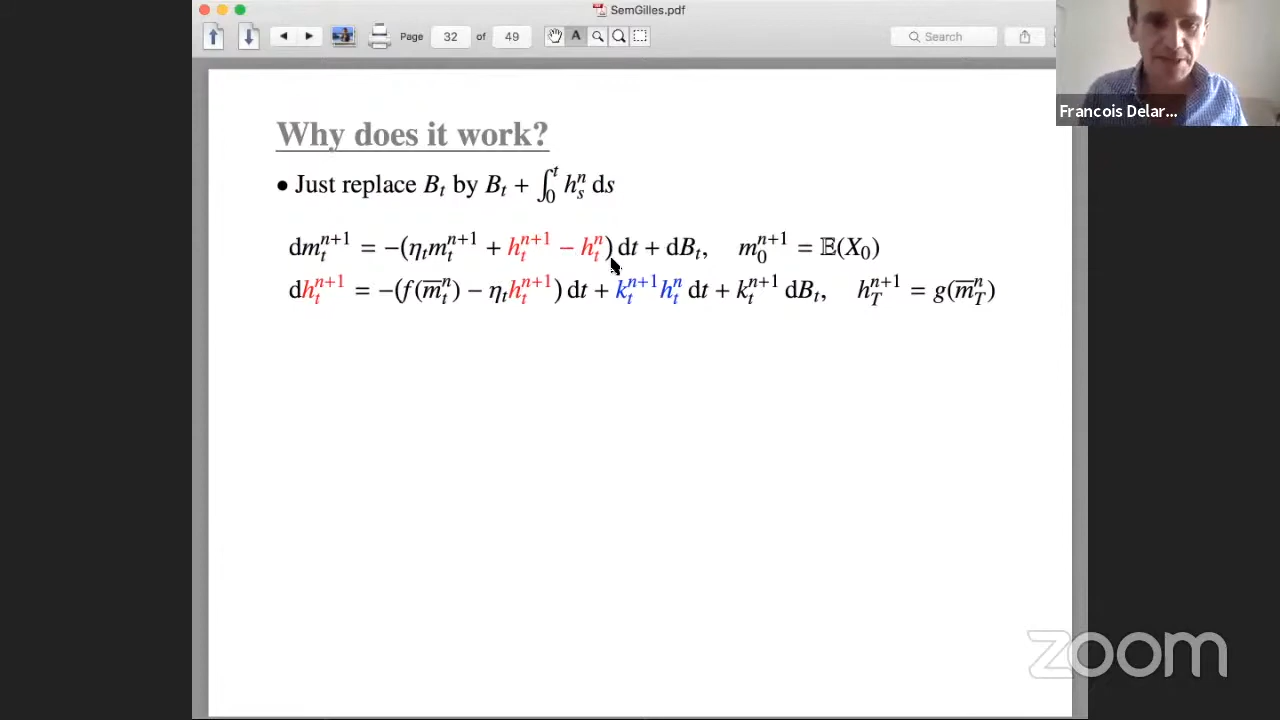 SemGilles.pdf
Page 32 of 49
Search
Francois Delar...
Why does it work?
• Just replace B_t by B_t + ∫_0^t h_s^n ds
dm_t^{n+1} = −(η_t m_t^{n+1} + h_t^{n+1} − h_t^n) dt + dB_t, m_0^{n+1} = 𝔼(X_0)
dh_t^{n+1} = −(f(m̅_t^n) − η_t h_t^{n+1}) dt + k_t^{n+1} h_t^n dt + k_t^{n+1} dB_t, h_T^{n+1} = g(m̅_T^n)
zoom